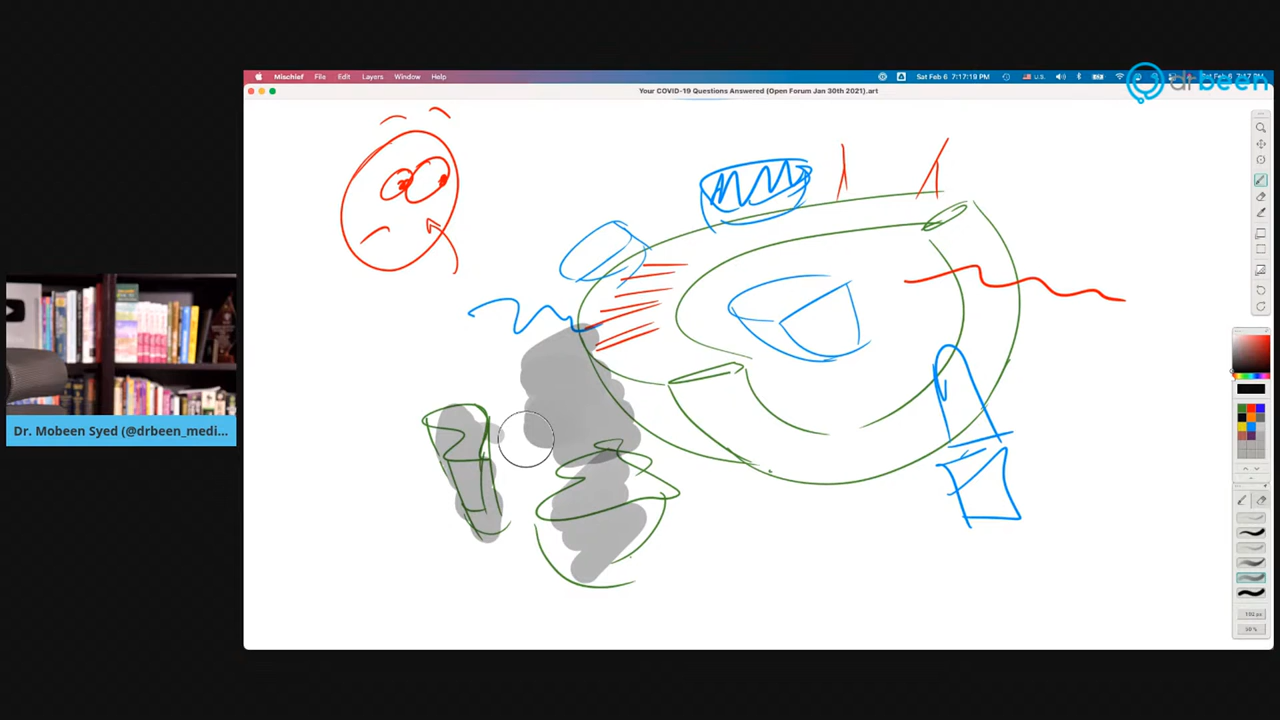 Mischief File Edit Layers Window Help
U.S. Sat Feb 6 7:17:19 PM
drbeen
Your COVID-19 Questions Answered (Open Forum Jan 30th 2021).art
Dr. Mobeen Syed (@drbeen_medi...